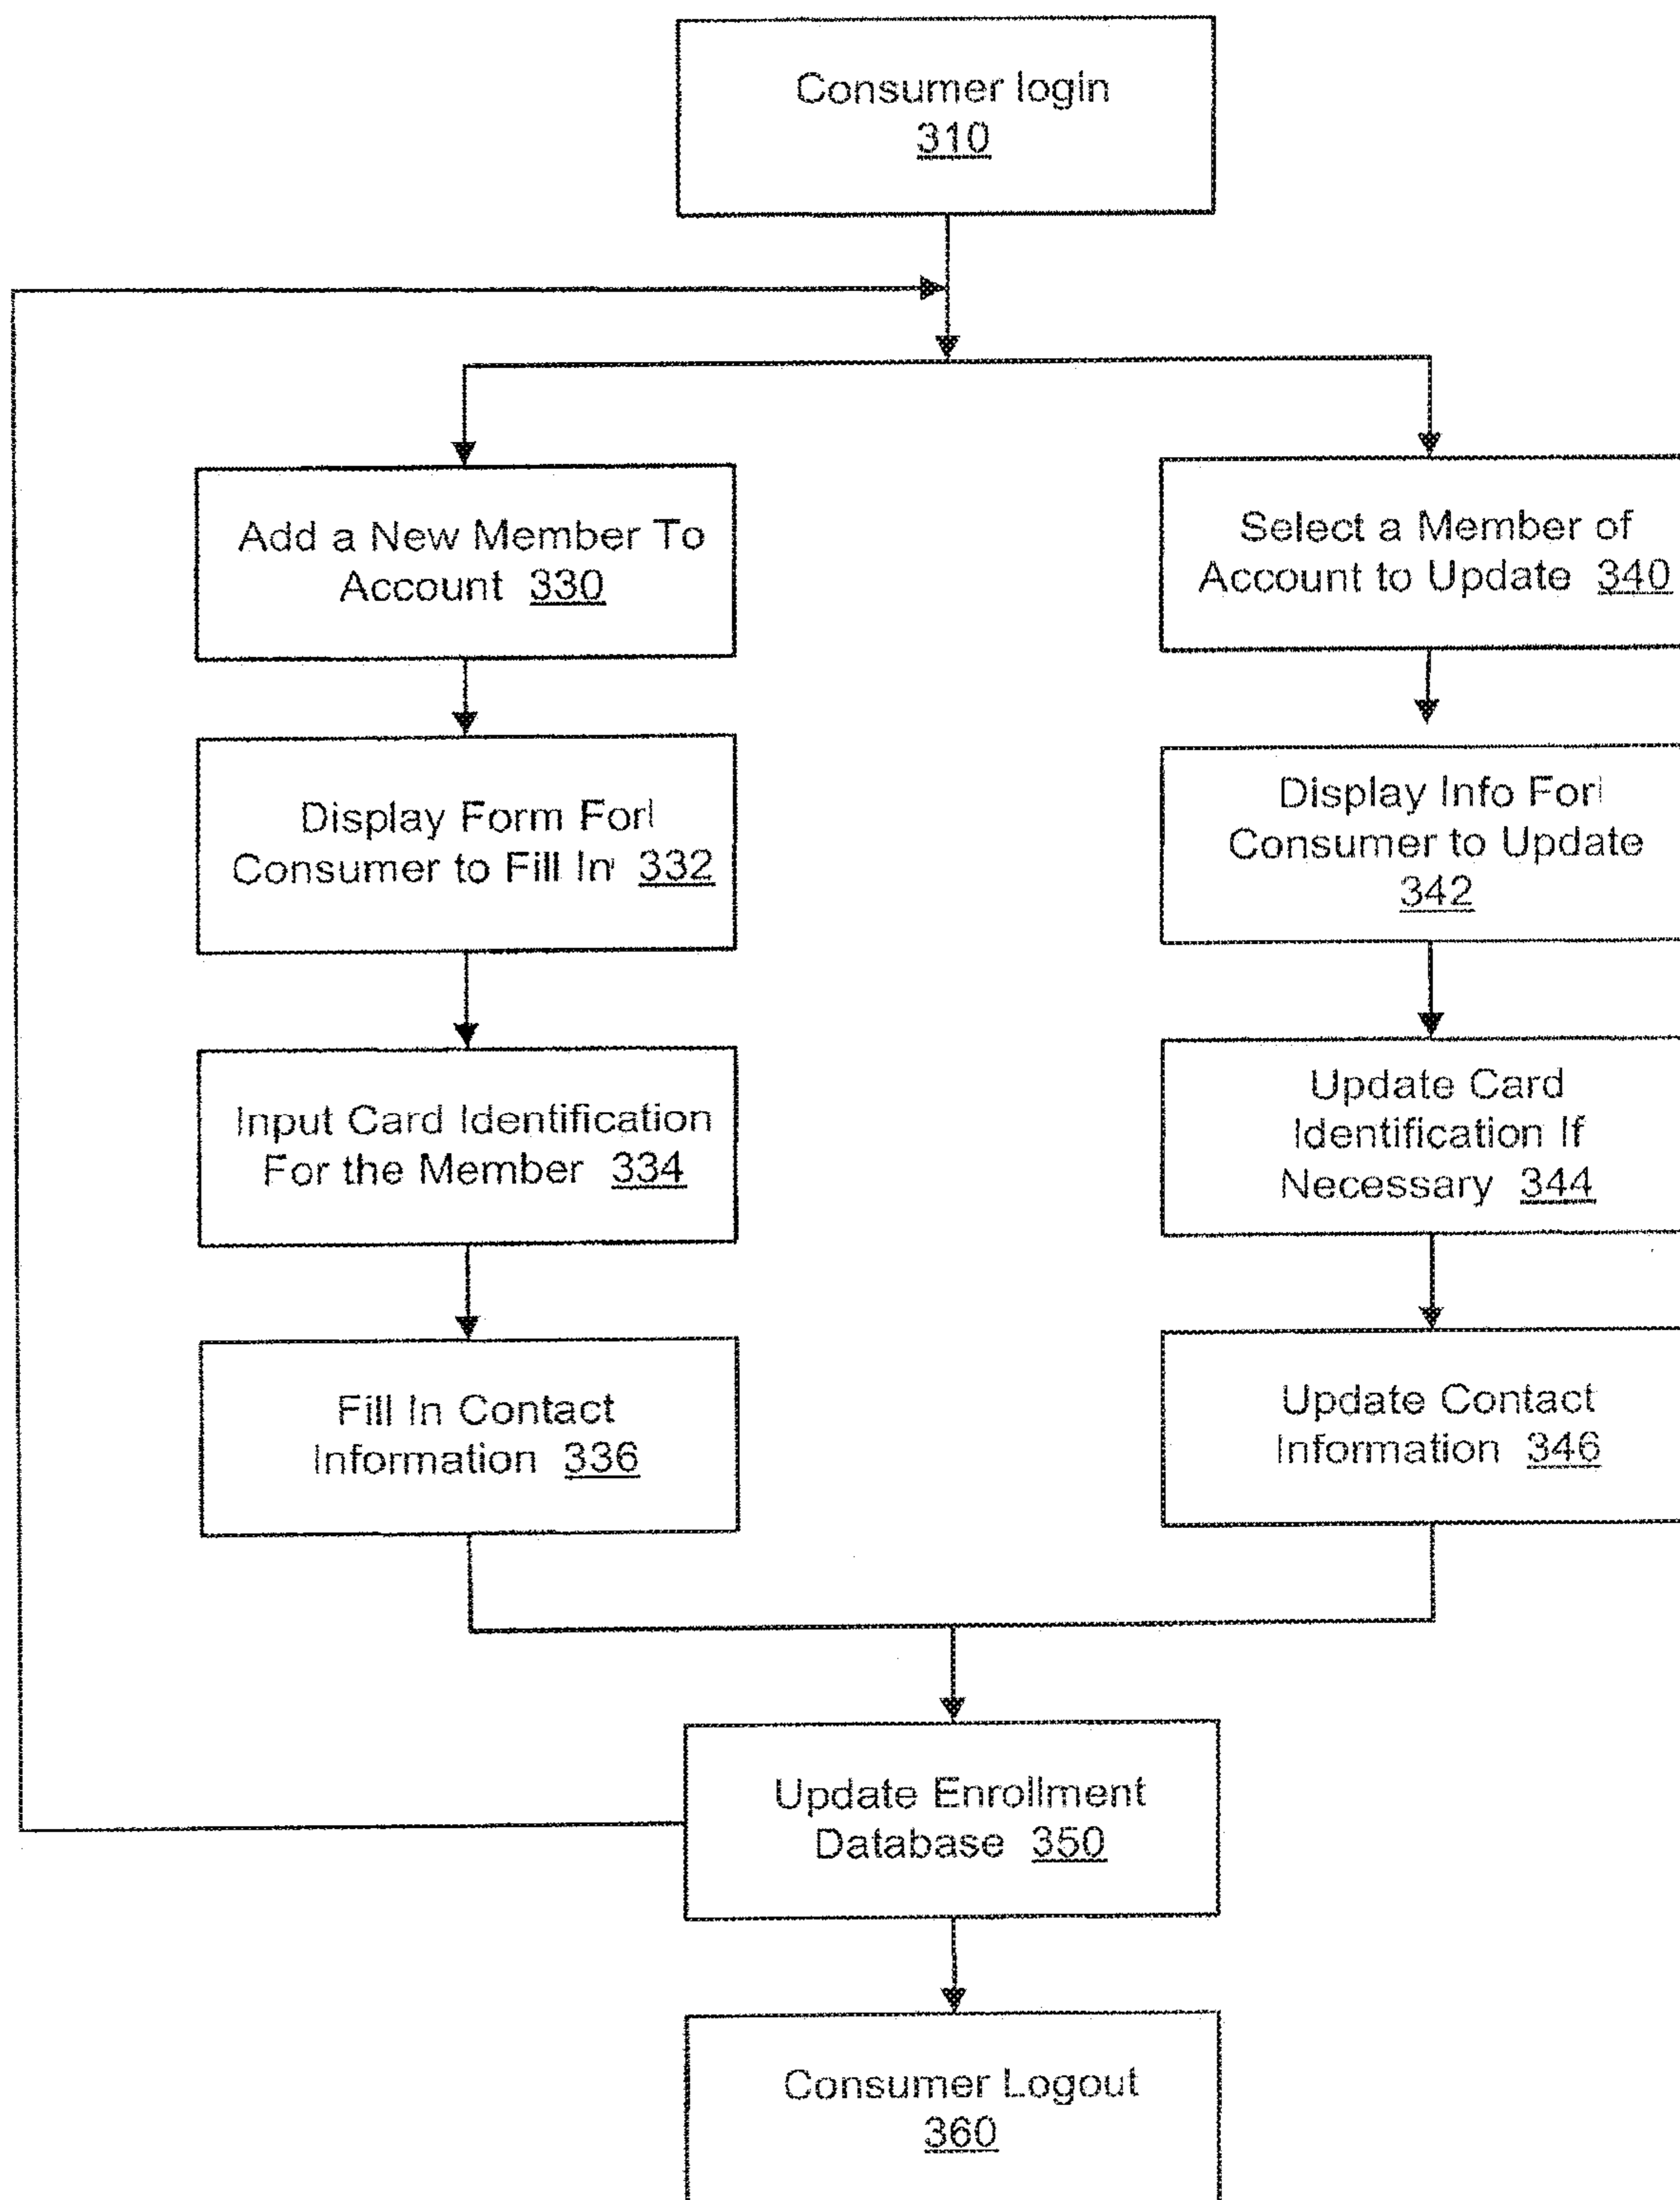 Consumer login
310
Add a New Member To
Account 330
Select a Member of
Account to Update 340
Display Form For
Consumer to Fill In 332
Display Info For
Consumer to Update
342
Input Card Identification
For the Member 334
Update Card
Identification If
Necessary 344
Fill In Contact
Information 336
Update Contact
Information 346
Update Enrollment
Database 350
Consumer Logout
360